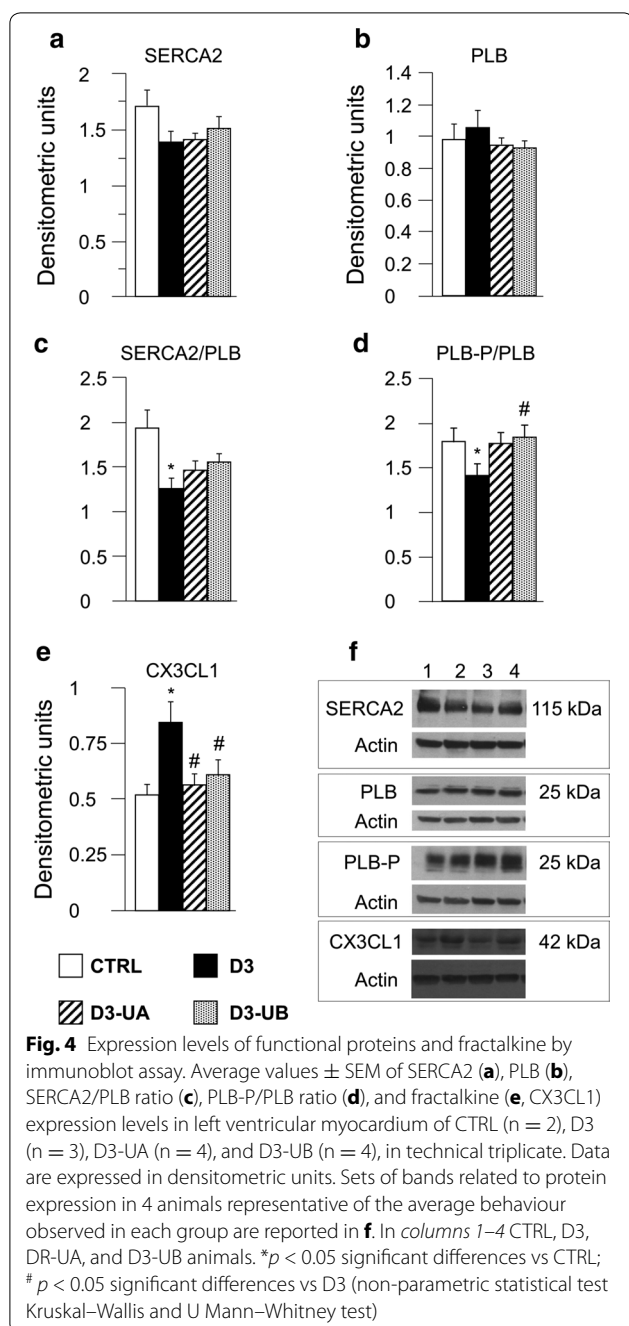 a
SERCA2
Densitometric units
2
1.5
1
0.5
0
b
PLB
Densitometric units
1.4
1.2
1
0.8
0.6
0.4
0.2
0
c
SERCA2/PLB
2.5
2
1.5
1
0.5
0
*
d
PLB-P/PLB
2.5
2
1.5
1
0.5
0
*
#
e
CX3CL1
Densitometric units
1
0.75
0.5
0.25
0
*
#
#
CTRL
D3
D3-UA
D3-UB
f
1 2 3 4
SERCA2 115 kDa
Actin
PLB 25 kDa
Actin
PLB-P 25 kDa
Actin
CX3CL1 42 kDa
Actin
Fig. 4 Expression levels of functional proteins and fractalkine by
immunoblot assay. Average values ± SEM of SERCA2 (a), PLB (b),
SERCA2/PLB ratio (c), PLB-P/PLB ratio (d), and fractalkine (e, CX3CL1)
expression levels in left ventricular myocardium of CTRL (n = 2), D3
(n = 3), D3-UA (n = 4), and D3-UB (n = 4), in technical triplicate. Data
are expressed in densitometric units. Sets of bands related to protein
expression in 4 animals representative of the average behaviour
observed in each group are reported in f. In columns 1–4 CTRL, D3,
DR-UA, and D3-UB animals. *p < 0.05 significant differences vs CTRL;
# p < 0.05 significant differences vs D3 (non-parametric statistical test
Kruskal–Wallis and U Mann–Whitney test)